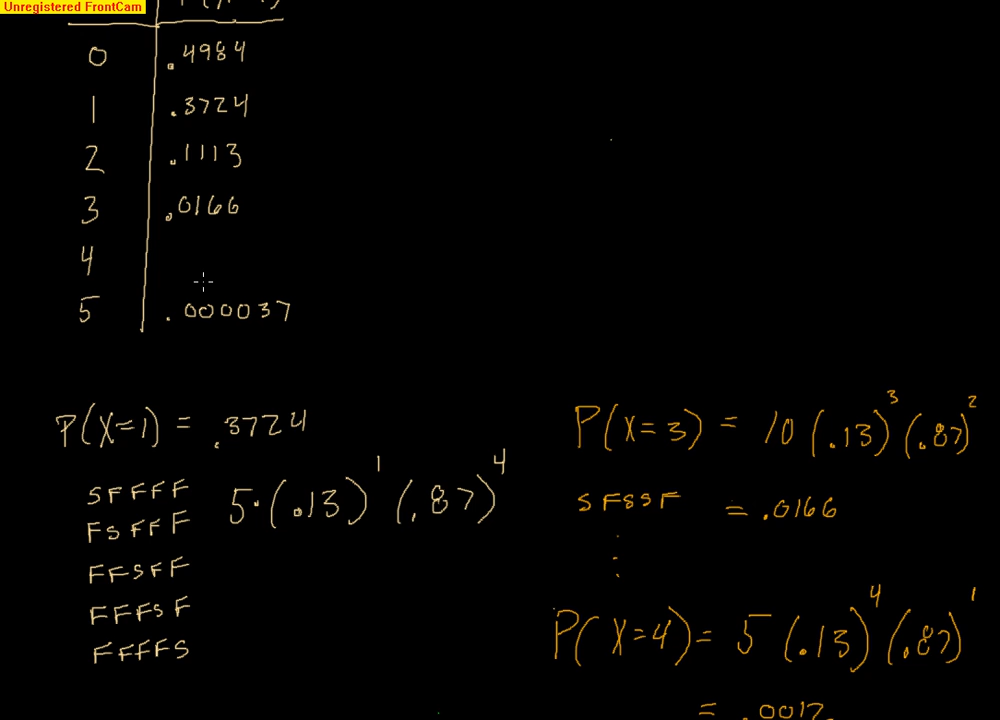 Unregistered FrontCam
0 .4984
1 .3724
2 .1113
3 .0166
4
5 .000037
P(X=1) = .3724
SFFFF
FSFFF
FFSFF
FFFSF
FFFFS
5·(.13)^1 (.87)^4
P(X=3) = 10 (.13)^3 (.87)^2
SFSSF = .0166
⋮
P(X=4) = 5 (.13)^4 (.87)^1
= .0017